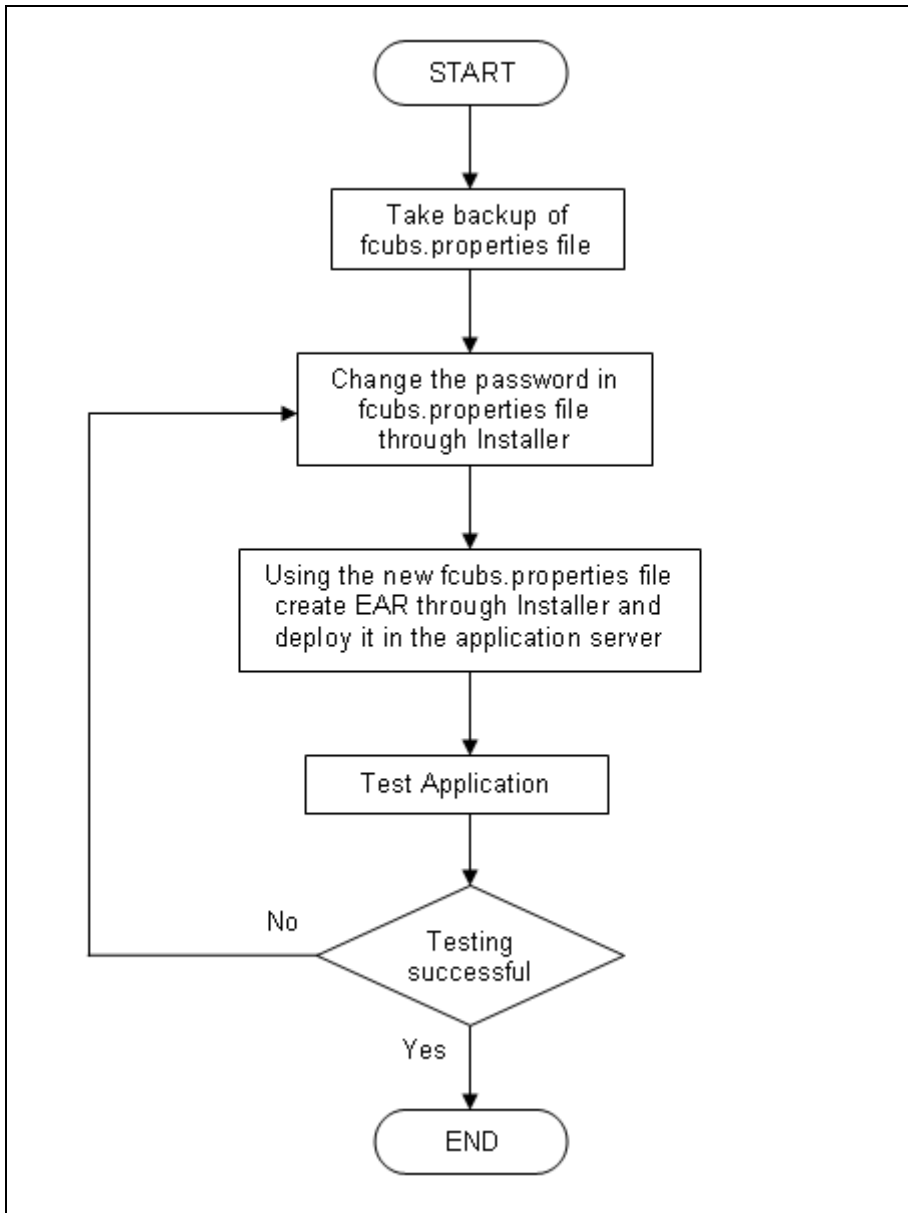 START
Take backup of
fcubs.properties file
Change the password in
fcubs.properties file
through Installer
Using the new fcubs.properties file
create EAR through Installer and
deploy it in the application server
Test Application
No
Testing
successful
Yes
END